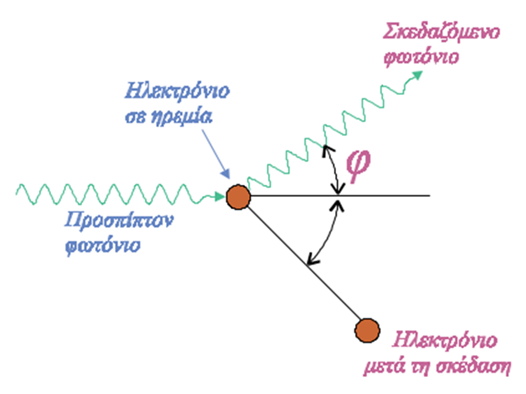 Σκεδαζόμενο
φωτόνιο
Ηλεκτρόνιο
σε ηρεμία
φ
Προσπίπτον
φωτόνιο
Ηλεκτρόνιο
μετά τη σκέδαση